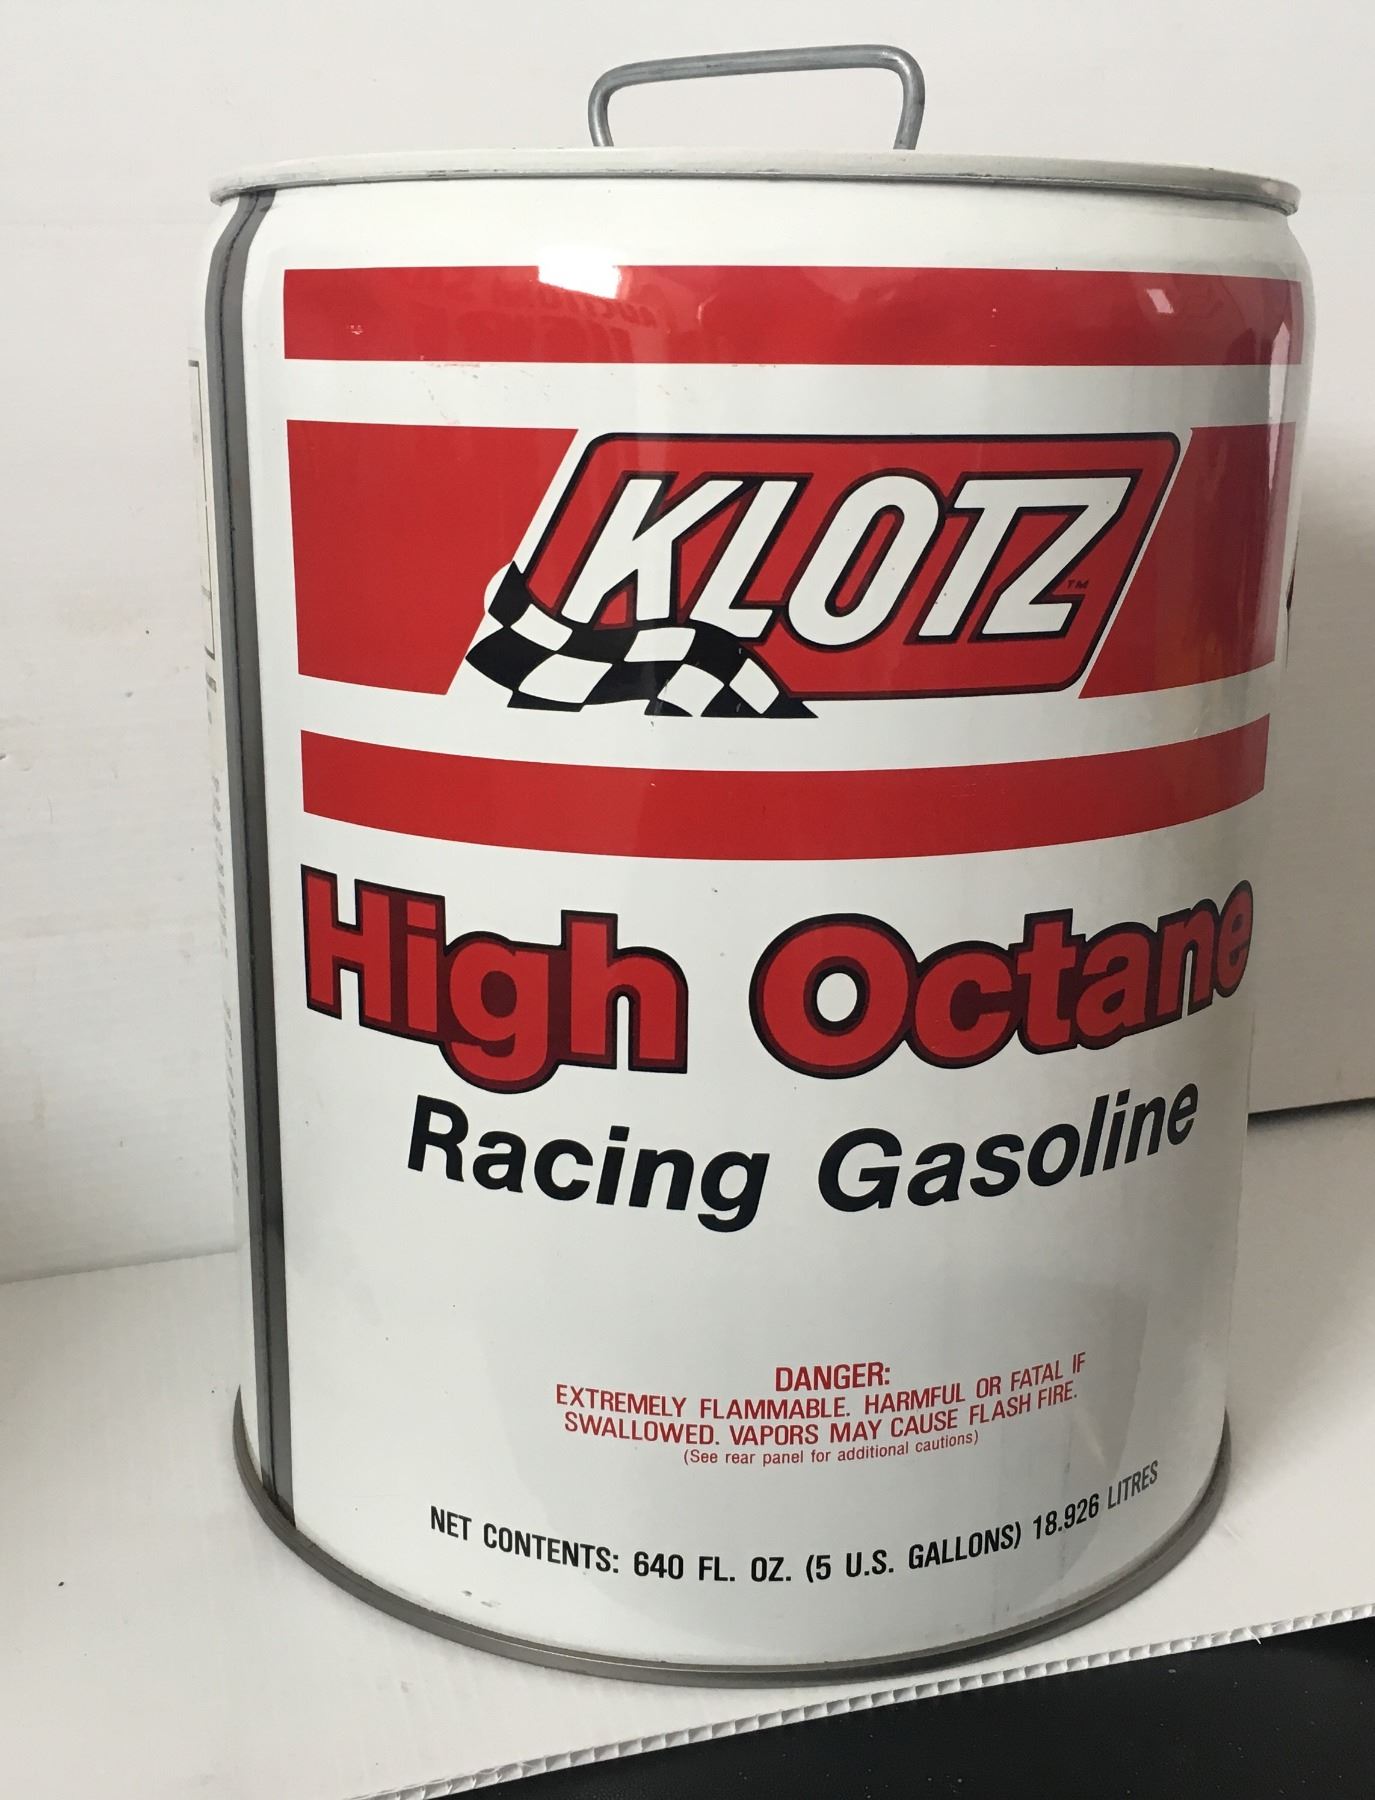 KLOTZ™
High Octane
Racing Gasoline
DANGER:
EXTREMELY FLAMMABLE. HARMFUL OR FATAL IF
SWALLOWED. VAPORS MAY CAUSE FLASH FIRE.
(See rear panel for additional cautions)
NET CONTENTS: 640 FL. OZ. (5 U.S. GALLONS) 18.926 LITRES